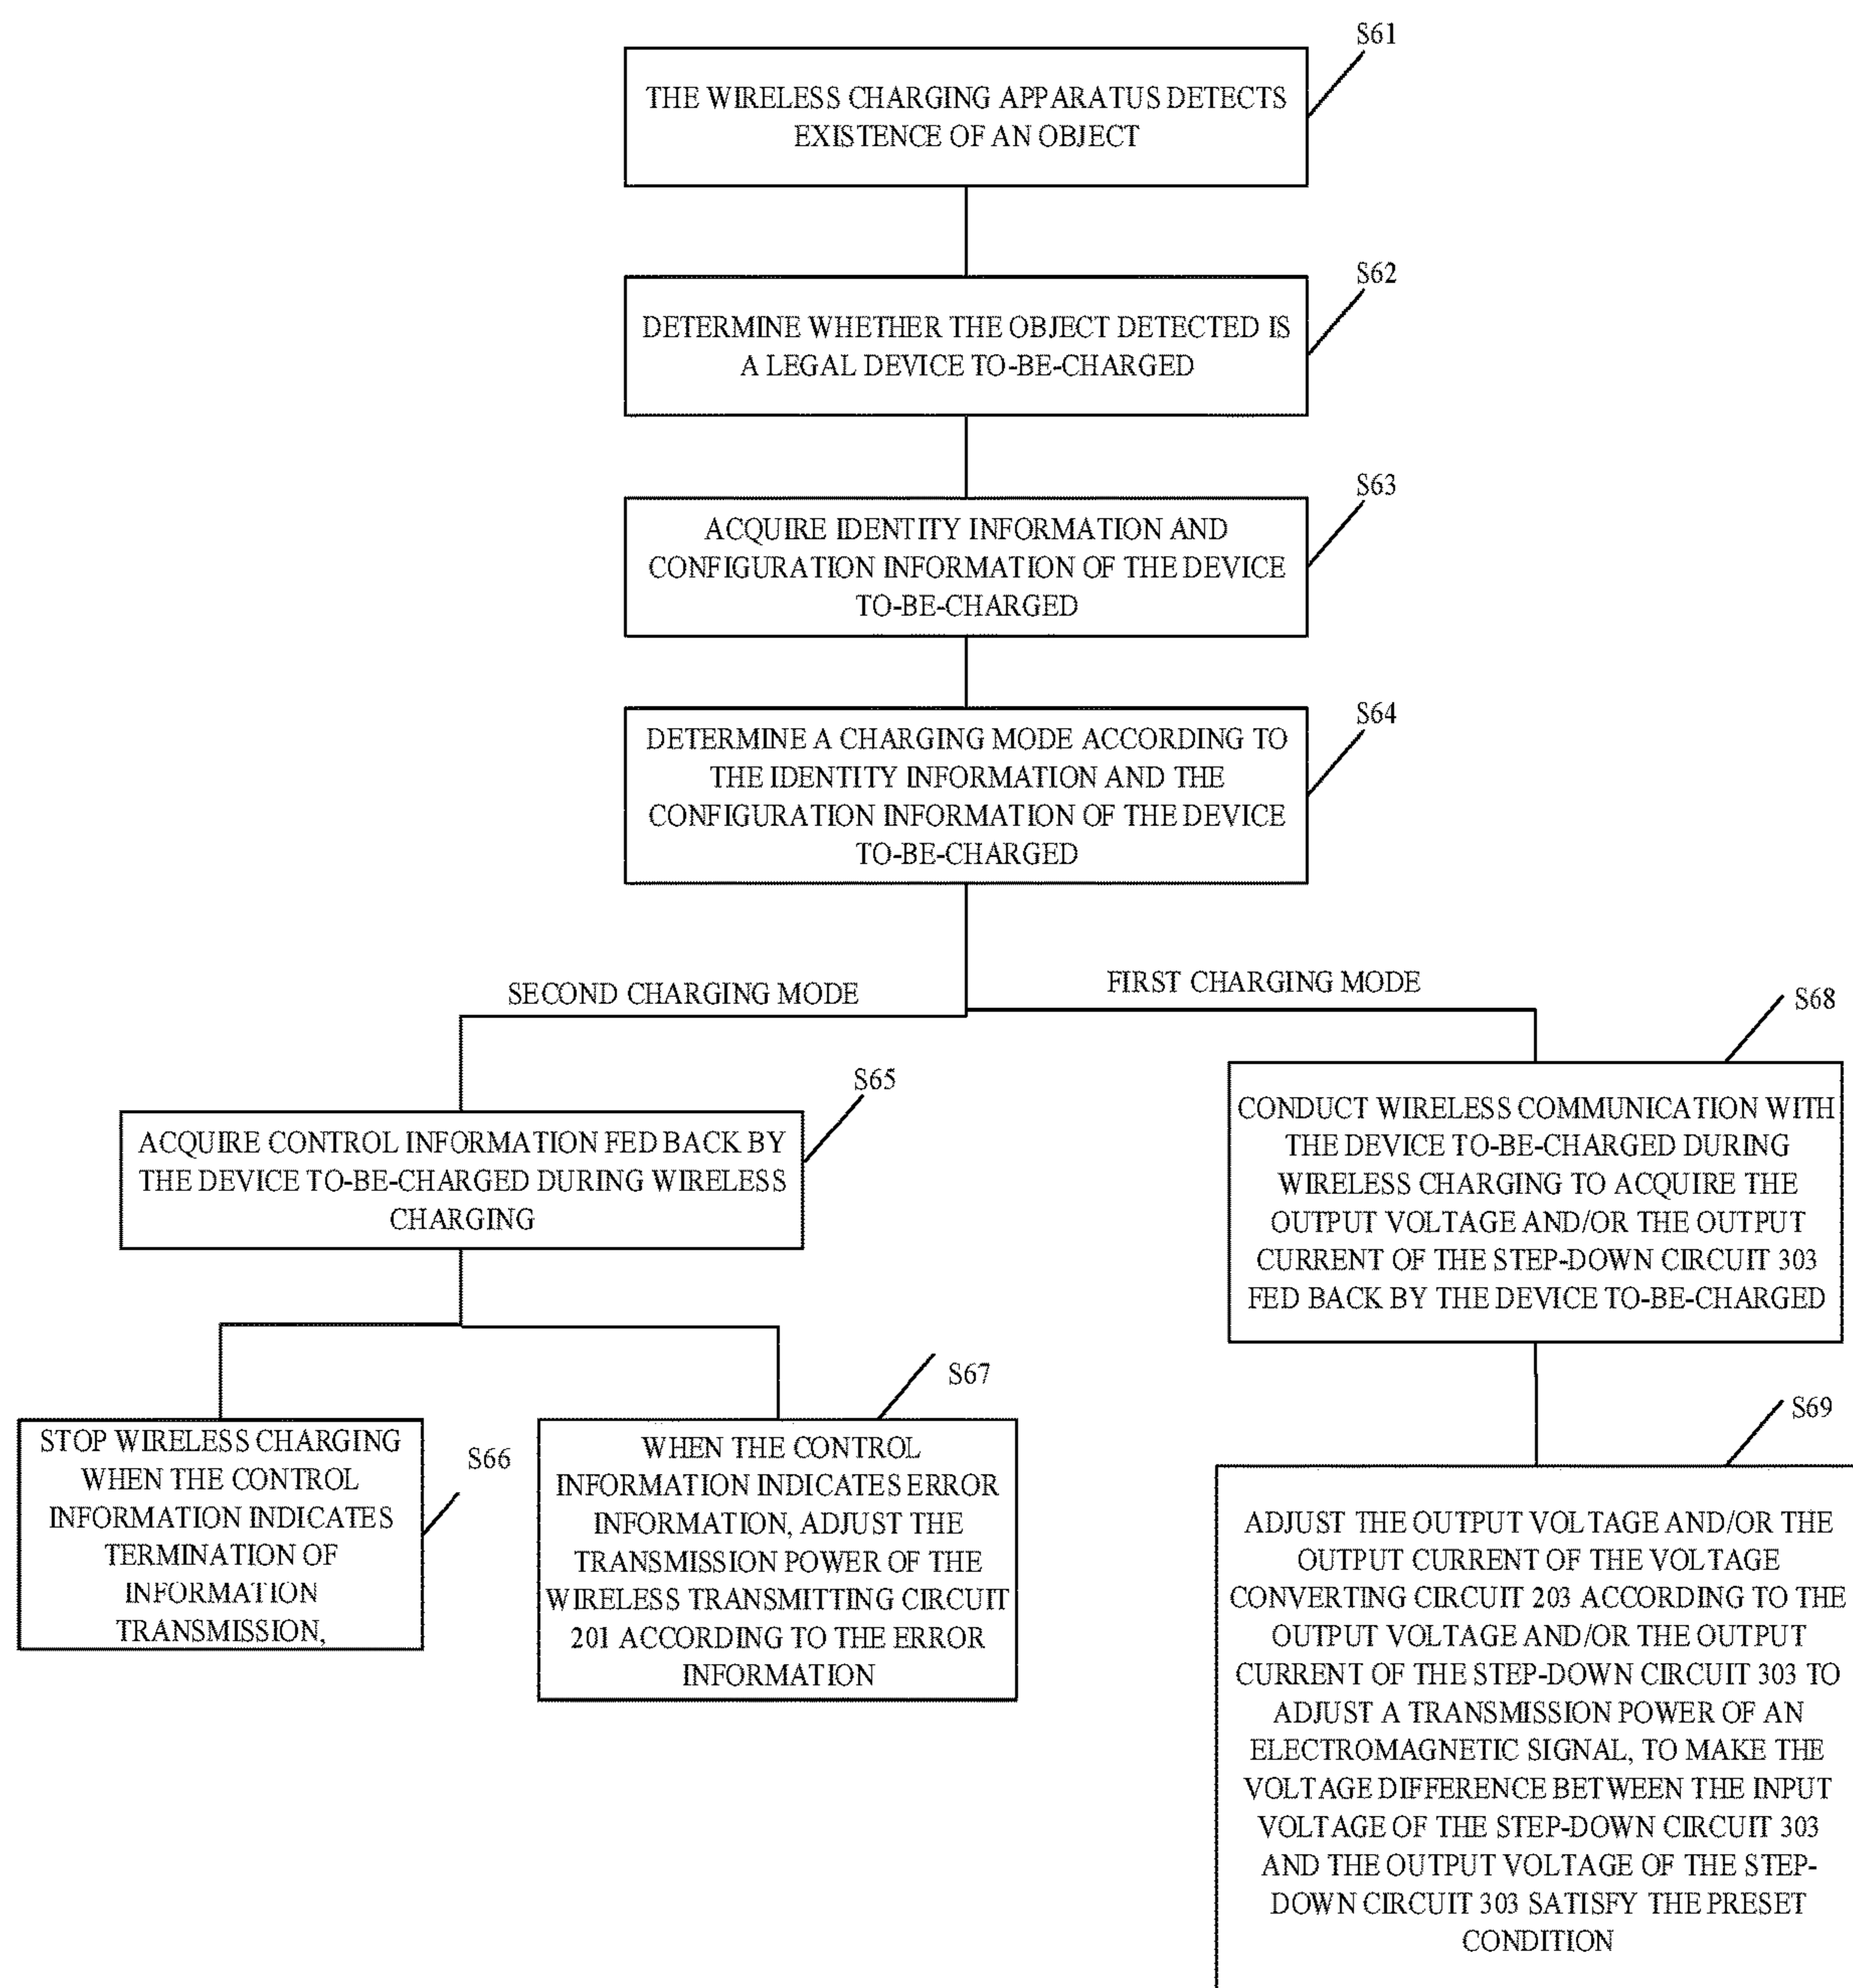 S61
THE WIRELESS CHARGING APPARATUS DETECTS
EXISTENCE OF AN OBJECT
S62
DETERMINE WHETHER THE OBJECT DETECTED IS
A LEGAL DEVICE TO-BE-CHARGED
S63
ACQUIRE IDENTITY INFORMATION AND
CONFIGURATION INFORMATION OF THE DEVICE
TO-BE-CHARGED
S64
DETERMINE A CHARGING MODE ACCORDING TO
THE IDENTITY INFORMATION AND THE
CONFIGURATION INFORMATION OF THE DEVICE
TO-BE-CHARGED
SECOND CHARGING MODE
FIRST CHARGING MODE
S65
ACQUIRE CONTROL INFORMATION FED BACK BY
THE DEVICE TO-BE-CHARGED DURING WIRELESS
CHARGING
S66
STOP WIRELESS CHARGING
WHEN THE CONTROL
INFORMATION INDICATES
TERMINATION OF
INFORMATION
TRANSMISSION,
S67
WHEN THE CONTROL
INFORMATION INDICATES ERROR
INFORMATION, ADJUST THE
TRANSMISSION POWER OF THE
WIRELESS TRANSMITTING CIRCUIT
201 ACCORDING TO THE ERROR
INFORMATION
S68
CONDUCT WIRELESS COMMUNICATION WITH
THE DEVICE TO-BE-CHARGED DURING
WIRELESS CHARGING TO ACQUIRE THE
OUTPUT VOLTAGE AND/OR THE OUTPUT
CURRENT OF THE STEP-DOWN CIRCUIT 303
FED BACK BY THE DEVICE TO-BE-CHARGED
S69
ADJUST THE OUTPUT VOLTAGE AND/OR THE
OUTPUT CURRENT OF THE VOLTAGE
CONVERTING CIRCUIT 203 ACCORDING TO THE
OUTPUT VOLTAGE AND/OR THE OUTPUT
CURRENT OF THE STEP-DOWN CIRCUIT 303 TO
ADJUST A TRANSMISSION POWER OF AN
ELECTROMAGNETIC SIGNAL, TO MAKE THE
VOLTAGE DIFFERENCE BETWEEN THE INPUT
VOLTAGE OF THE STEP-DOWN CIRCUIT 303
AND THE OUTPUT VOLTAGE OF THE STEP-
DOWN CIRCUIT 303 SATISFY THE PRESET
CONDITION